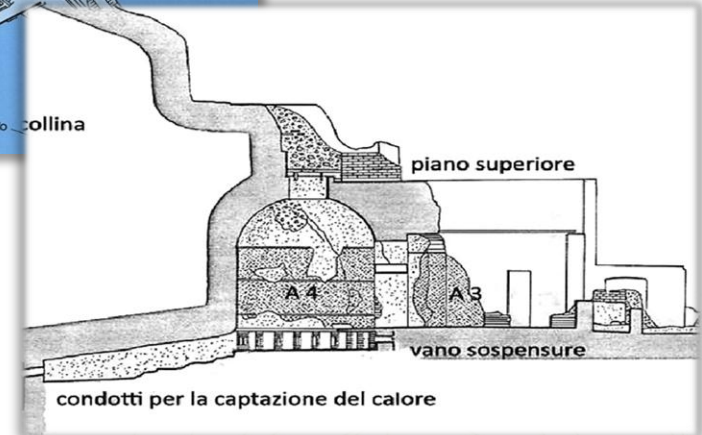 collina
piano superiore
A 4
A 3
vano sospensure
condotti per la captazione del calore